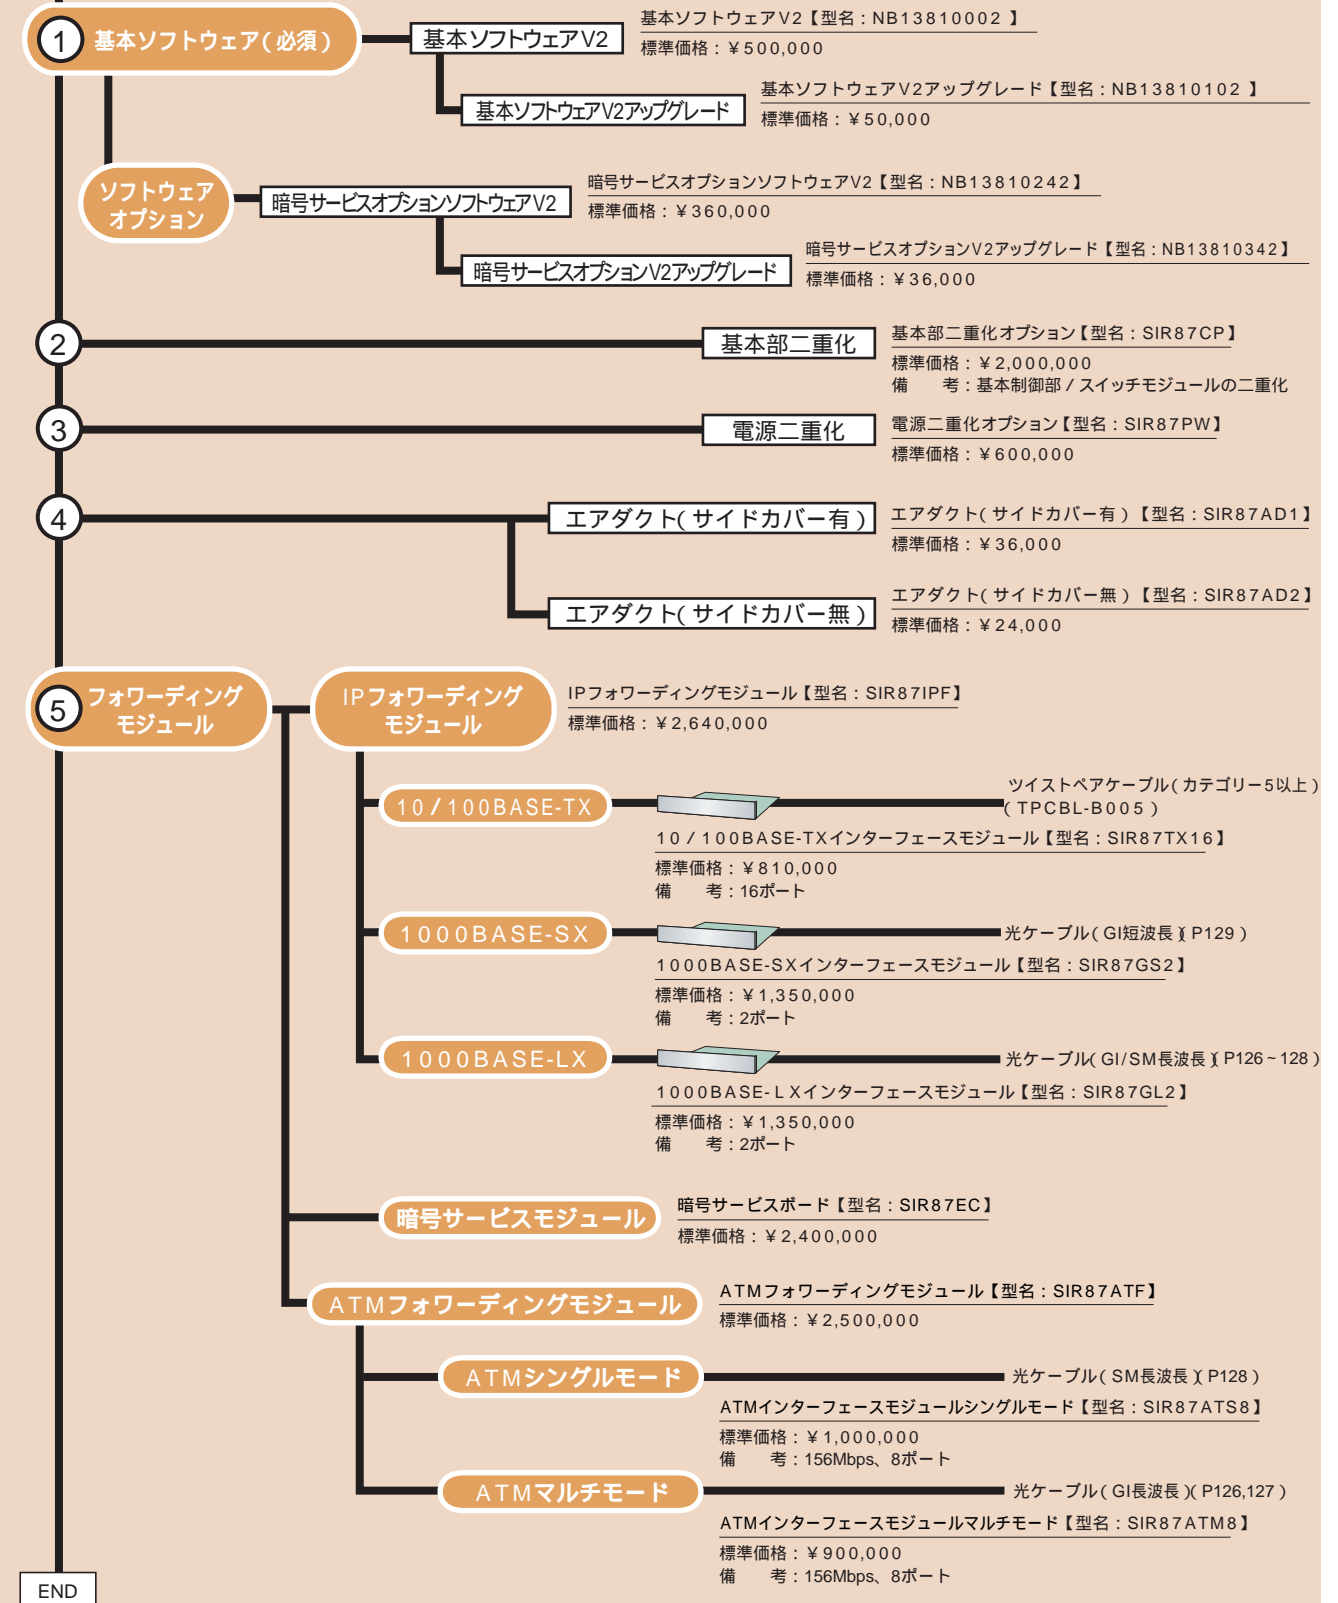 1 基本ソフトウェア(必須)
基本ソフトウェアV2
基本ソフトウェアV2【型名:NB13810002 】
標準価格:¥500,000
基本ソフトウェアV2アップグレード
基本ソフトウェアV2アップグレード【型名:NB13810102 】
標準価格:¥50,000
ソフトウェア
オプション
暗号サービスオプションソフトウェアV2
暗号サービスオプションソフトウェアV2【型名:NB13810242】
標準価格:¥360,000
暗号サービスオプションV2アップグレード
暗号サービスオプションV2アップグレード【型名:NB13810342】
標準価格:¥36,000
2
基本部二重化
基本部二重化オプション【型名:SIR87CP】
標準価格:¥2,000,000
備 考:基本制御部/スイッチモジュールの二重化
3
電源二重化
電源二重化オプション【型名:SIR87PW】
標準価格:¥600,000
4
エアダクト(サイドカバー有)
エアダクト(サイドカバー有)【型名:SIR87AD1】
標準価格:¥36,000
エアダクト(サイドカバー無)
エアダクト(サイドカバー無)【型名:SIR87AD2】
標準価格:¥24,000
5 フォワーディング
モジュール
IPフォワーディング
モジュール
IPフォワーディングモジュール【型名:SIR87IPF】
標準価格:¥2,640,000
10/100BASE-TX
ツイストペアケーブル(カテゴリー5以上)
(TPCBL-B005)
10/100BASE-TXインターフェースモジュール【型名:SIR87TX16】
標準価格:¥810,000
備 考:16ポート
1000BASE-SX
光ケーブル(GI短波長)(P129)
1000BASE-SXインターフェースモジュール【型名:SIR87GS2】
標準価格:¥1,350,000
備 考:2ポート
1000BASE-LX
光ケーブル(GI/SM長波長)(P126~128)
1000BASE-LXインターフェースモジュール【型名:SIR87GL2】
標準価格:¥1,350,000
備 考:2ポート
暗号サービスモジュール
暗号サービスボード【型名:SIR87EC】
標準価格:¥2,400,000
ATMフォワーディングモジュール
ATMフォワーディングモジュール【型名:SIR87ATF】
標準価格:¥2,500,000
ATMシングルモード
光ケーブル(SM長波長)(P128)
ATMインターフェースモジュールシングルモード【型名:SIR87ATS8】
標準価格:¥1,000,000
備 考:156Mbps、8ポート
ATMマルチモード
光ケーブル(GI長波長)(P126,127)
ATMインターフェースモジュールマルチモード【型名:SIR87ATM8】
標準価格:¥900,000
備 考:156Mbps、8ポート
END